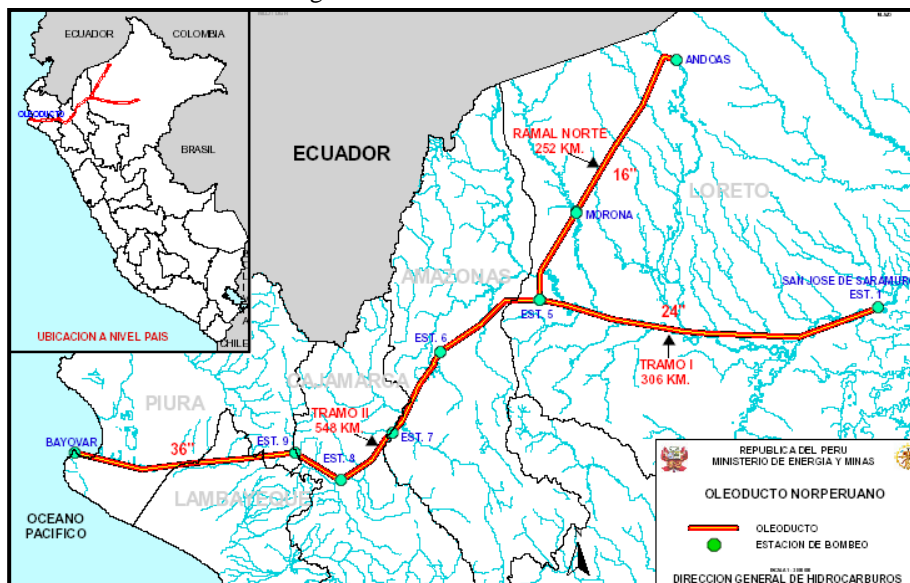 ECUADOR
COLOMBIA
OLEODUCTO
BRASIL
CHILE
UBICACION A NIVEL PAIS
ECUADOR
ANDOAS
RAMAL NORTE
252 KM.
16"
LORETO
MORONA
AMAZONAS
SAN JOSE DE SARAMURO
EST. 1
EST. 5
24"
TRAMO I
306 KM.
EST. 6
CAJAMARCA
PIURA
TRAMO II
548 KM.
EST. 7
BAYOVAR
36"
EST. 9
EST. 8
LAMBAYEQUE
OCEANO
PACIFICO
REPUBLICA DEL PERU
MINISTERIO DE ENERGIA Y MINAS
OLEODUCTO NORPERUANO
OLEODUCTO
ESTACION DE BOMBEO
DIRECCION GENERAL DE HIDROCARBUROS